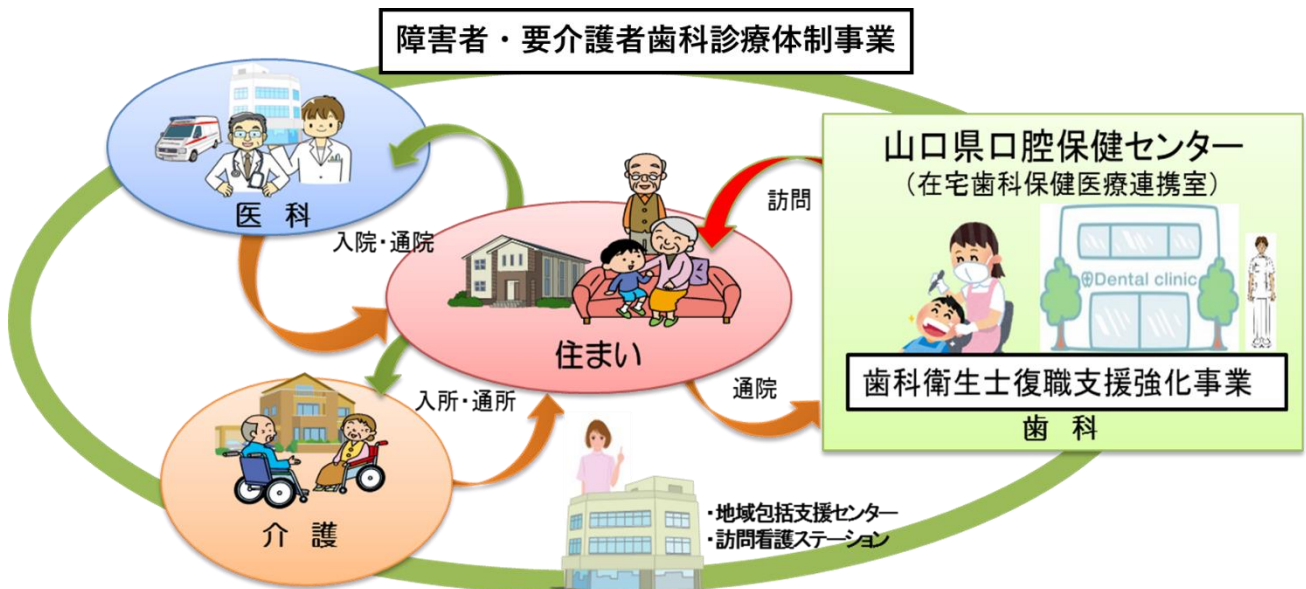 障害者・要介護者歯科診療体制事業
山口県口腔保健センター
（在宅歯科保健医療連携室）
Dental clinic
歯科衛生士復職支援強化事業
歯 科
医 科
入院・通院
訪問
住まい
通院
入所・通所
介 護
・地域包括支援センター
・訪問看護ステーション